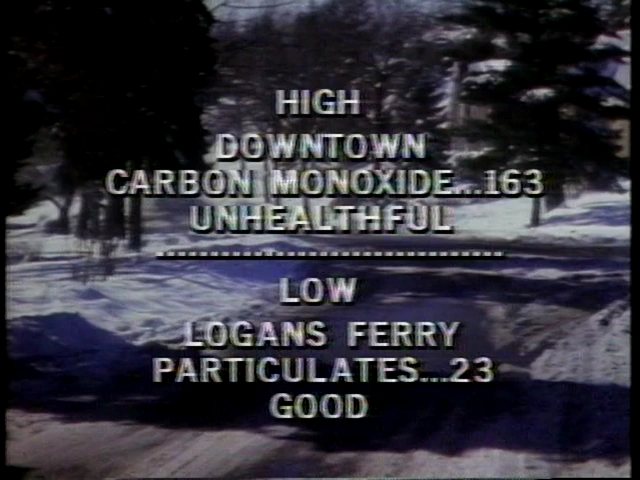 HIGH
DOWNTOWN
CARBON MONOXIDE...163
UNHEALTHFUL
LOW
LOGANS FERRY
PARTICULATES...23
GOOD